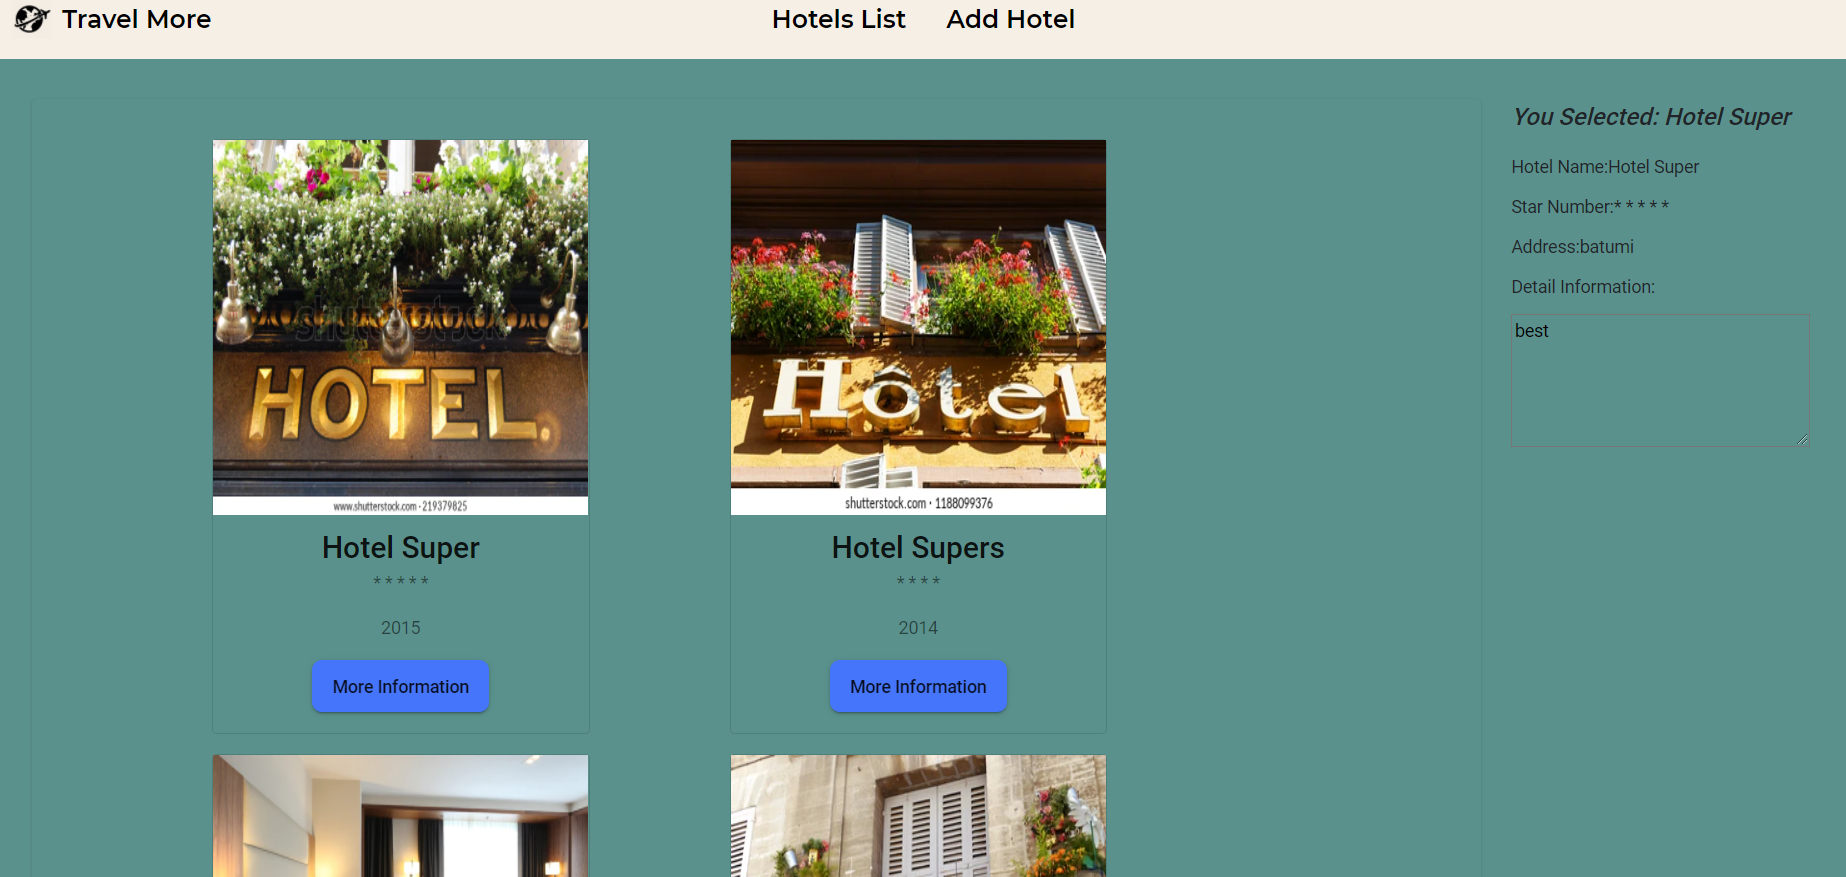 Travel More
Hotels List
Add Hotel
shutterstock
HOTEL.
www.shutterstock.com · 219379825
Hotel Super
* * * * *
2015
More Information
Hôtel
shutterstock.com · 1188099376
Hotel Supers
* * * *
2014
More Information
You Selected: Hotel Super
Hotel Name:Hotel Super
Star Number:* * * * *
Address:batumi
Detail Information:
best